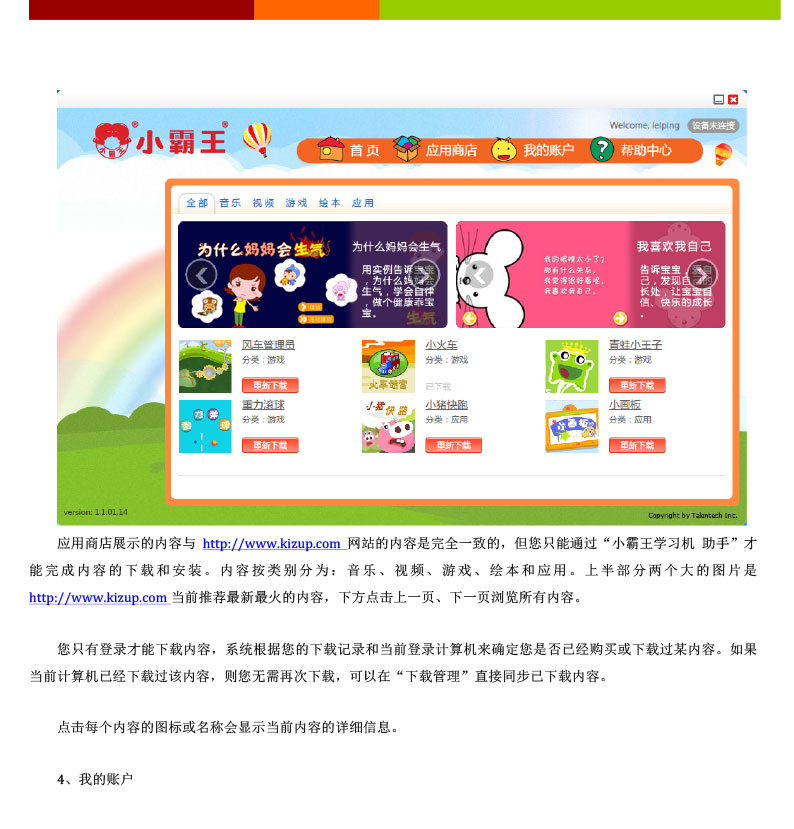 小霸王
Welcome, leiping 设备未连接
首页 应用商店 我的账户 帮助中心
全部 音乐 视频 游戏 绘本 应用
为什么妈妈会生气
为什么妈妈会生气
用实例告诉宝宝
，为什么妈妈会
生气，学会自律
，做个健康乖宝
宝。
我的眼睛太小了？
那有什么关系，
我觉得很好看呢，
我喜欢我自己。
我喜欢我自己
告诉宝宝，爱自
己，发现自己的
长处，让宝宝自
信、快乐的成长
。
风车管理员
分类：游戏
重新下载
小火车
分类：游戏
已下载
青蛙小王子
分类：游戏
重新下载
重力滚球
分类：游戏
重新下载
小猪快跑
小猪快跑
分类：应用
重新下载
小画板
分类：应用
重新下载
version: 1.1.01.14
Copyright by Talentech Inc.
应用商店展示的内容与 http://www.kizup.com 网站的内容是完全一致的，但您只能通过“小霸王学习机 助手”才
能完成内容的下载和安装。内容按类别分为：音乐、视频、游戏、绘本和应用。上半部分两个大的图片是
http://www.kizup.com 当前推荐最新最火的内容，下方点击上一页、下一页浏览所有内容。
您只有登录才能下载内容，系统根据您的下载记录和当前登录计算机来确定您是否已经购买或下载过某内容。如果
当前计算机已经下载过该内容，则您无需再次下载，可以在“下载管理”直接同步已下载内容。
点击每个内容的图标或名称会显示当前内容的详细信息。
4、我的账户